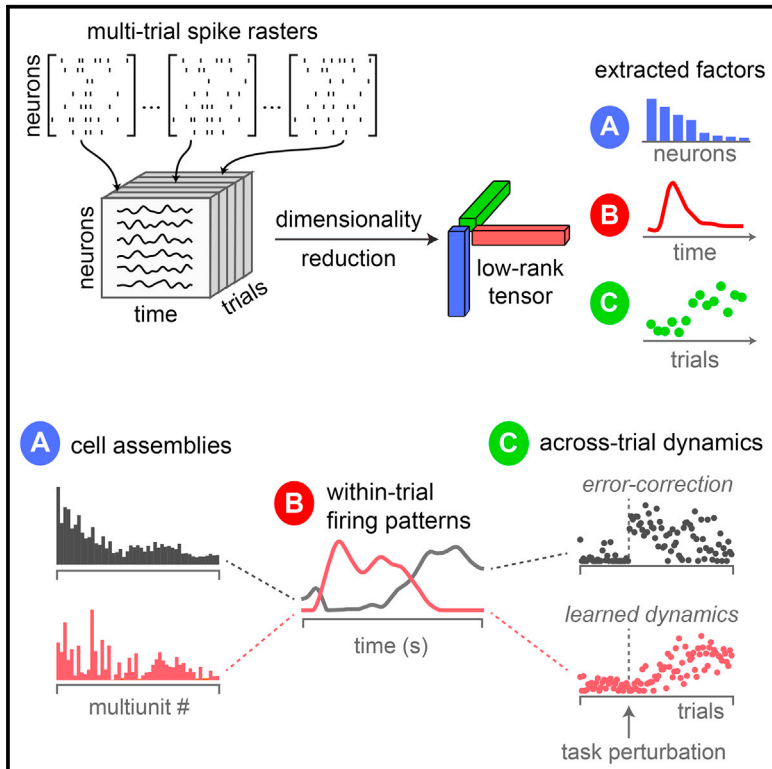 multi-trial spike rasters
neurons
...
...
neurons
time
trials
dimensionality
reduction
low-rank
tensor
extracted factors
A
neurons
B
time
C
trials
A cell assemblies
multiunit #
B within-trial
firing patterns
time (s)
C across-trial dynamics
error-correction
learned dynamics
trials
task perturbation